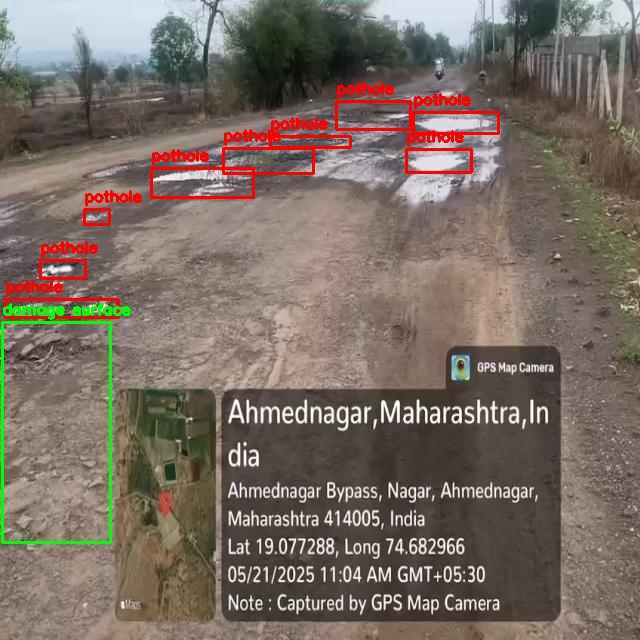 pothole
pothole
pothole
pothole
pothole
pothole
pothole
pothole
pothole
damage_surface
GPS Map Camera
Ahmednagar,Maharashtra,In
dia
Ahmednagar Bypass, Nagar, Ahmednagar,
Maharashtra 414005, India
Lat 19.077288, Long 74.682966
05/21/2025 11:04 AM GMT+05:30
Note : Captured by GPS Map Camera
Maps